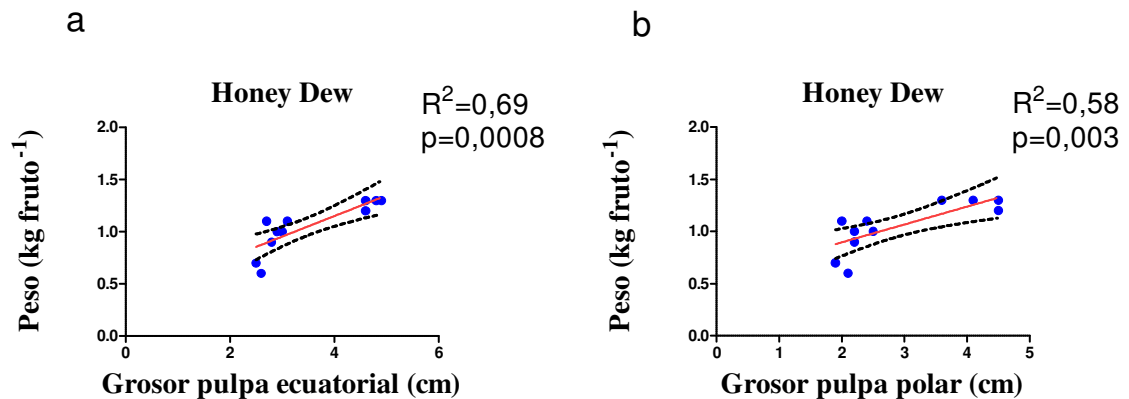 a
Honey Dew
R²=0,69
p=0,0008
Peso (kg fruto⁻¹)
2.0
1.5
1.0
0.5
0.0
0 2 4 6
Grosor pulpa ecuatorial (cm)
b
Honey Dew
R²=0,58
p=0,003
Peso (kg fruto⁻¹)
2.0
1.5
1.0
0.5
0.0
0 1 2 3 4 5
Grosor pulpa polar (cm)